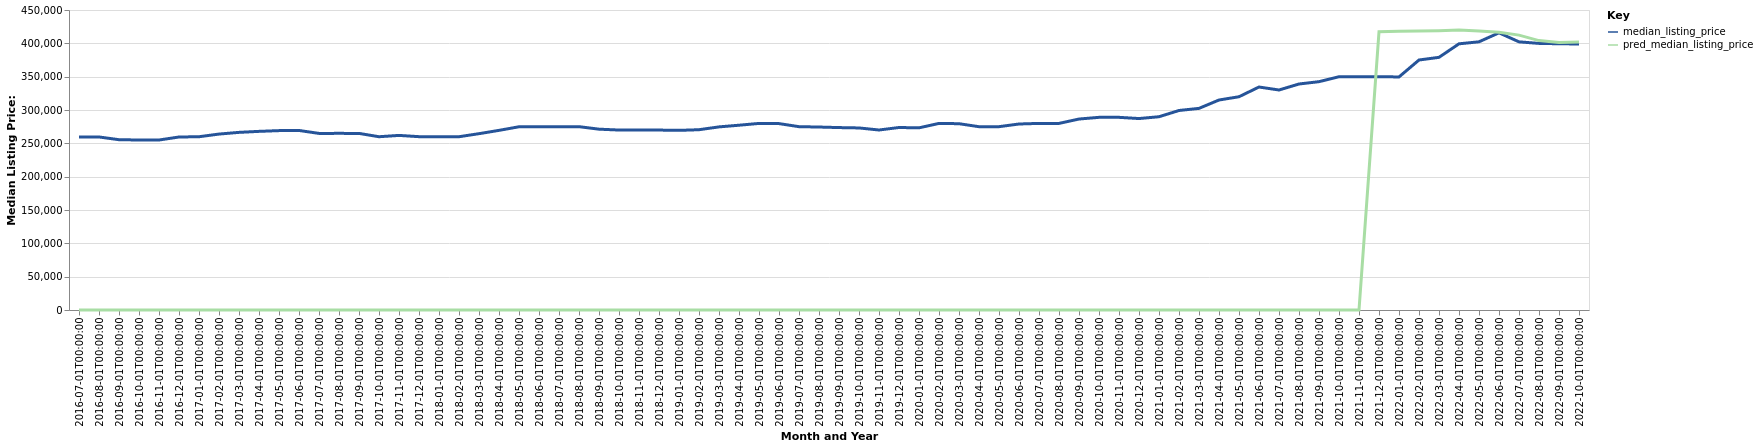 450,000
400,000
350,000
300,000
250,000
200,000
150,000
100,000
50,000
0
Median Listing Price:
2016-07-01T00:00:00
2016-08-01T00:00:00
2016-09-01T00:00:00
2016-10-01T00:00:00
2016-11-01T00:00:00
2016-12-01T00:00:00
2017-01-01T00:00:00
2017-02-01T00:00:00
2017-03-01T00:00:00
2017-04-01T00:00:00
2017-05-01T00:00:00
2017-06-01T00:00:00
2017-07-01T00:00:00
2017-08-01T00:00:00
2017-09-01T00:00:00
2017-10-01T00:00:00
2017-11-01T00:00:00
2017-12-01T00:00:00
2018-01-01T00:00:00
2018-02-01T00:00:00
2018-03-01T00:00:00
2018-04-01T00:00:00
2018-05-01T00:00:00
2018-06-01T00:00:00
2018-07-01T00:00:00
2018-08-01T00:00:00
2018-09-01T00:00:00
2018-10-01T00:00:00
2018-11-01T00:00:00
2018-12-01T00:00:00
2019-01-01T00:00:00
2019-02-01T00:00:00
2019-03-01T00:00:00
2019-04-01T00:00:00
2019-05-01T00:00:00
2019-06-01T00:00:00
2019-07-01T00:00:00
2019-08-01T00:00:00
2019-09-01T00:00:00
2019-10-01T00:00:00
2019-11-01T00:00:00
2019-12-01T00:00:00
2020-01-01T00:00:00
2020-02-01T00:00:00
2020-03-01T00:00:00
2020-04-01T00:00:00
2020-05-01T00:00:00
2020-06-01T00:00:00
2020-07-01T00:00:00
2020-08-01T00:00:00
2020-09-01T00:00:00
2020-10-01T00:00:00
2020-11-01T00:00:00
2020-12-01T00:00:00
2021-01-01T00:00:00
2021-02-01T00:00:00
2021-03-01T00:00:00
2021-04-01T00:00:00
2021-05-01T00:00:00
2021-06-01T00:00:00
2021-07-01T00:00:00
2021-08-01T00:00:00
2021-09-01T00:00:00
2021-10-01T00:00:00
2021-11-01T00:00:00
2021-12-01T00:00:00
2022-01-01T00:00:00
2022-02-01T00:00:00
2022-03-01T00:00:00
2022-04-01T00:00:00
2022-05-01T00:00:00
2022-06-01T00:00:00
2022-07-01T00:00:00
2022-08-01T00:00:00
2022-09-01T00:00:00
2022-10-01T00:00:00
Month and Year
Key
median_listing_price
pred_median_listing_price